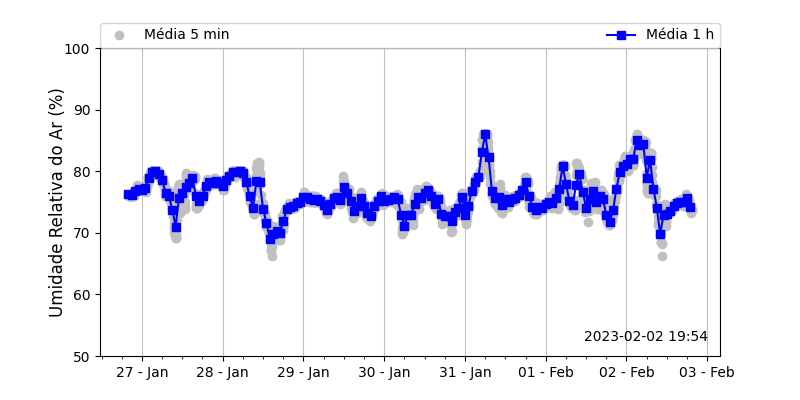 Média 5 min Média 1 h
Umidade Relativa do Ar (%)
100
90
80
70
60
50
2023-02-02 19:54
27 - Jan 28 - Jan 29 - Jan 30 - Jan 31 - Jan 01 - Feb 02 - Feb 03 - Feb